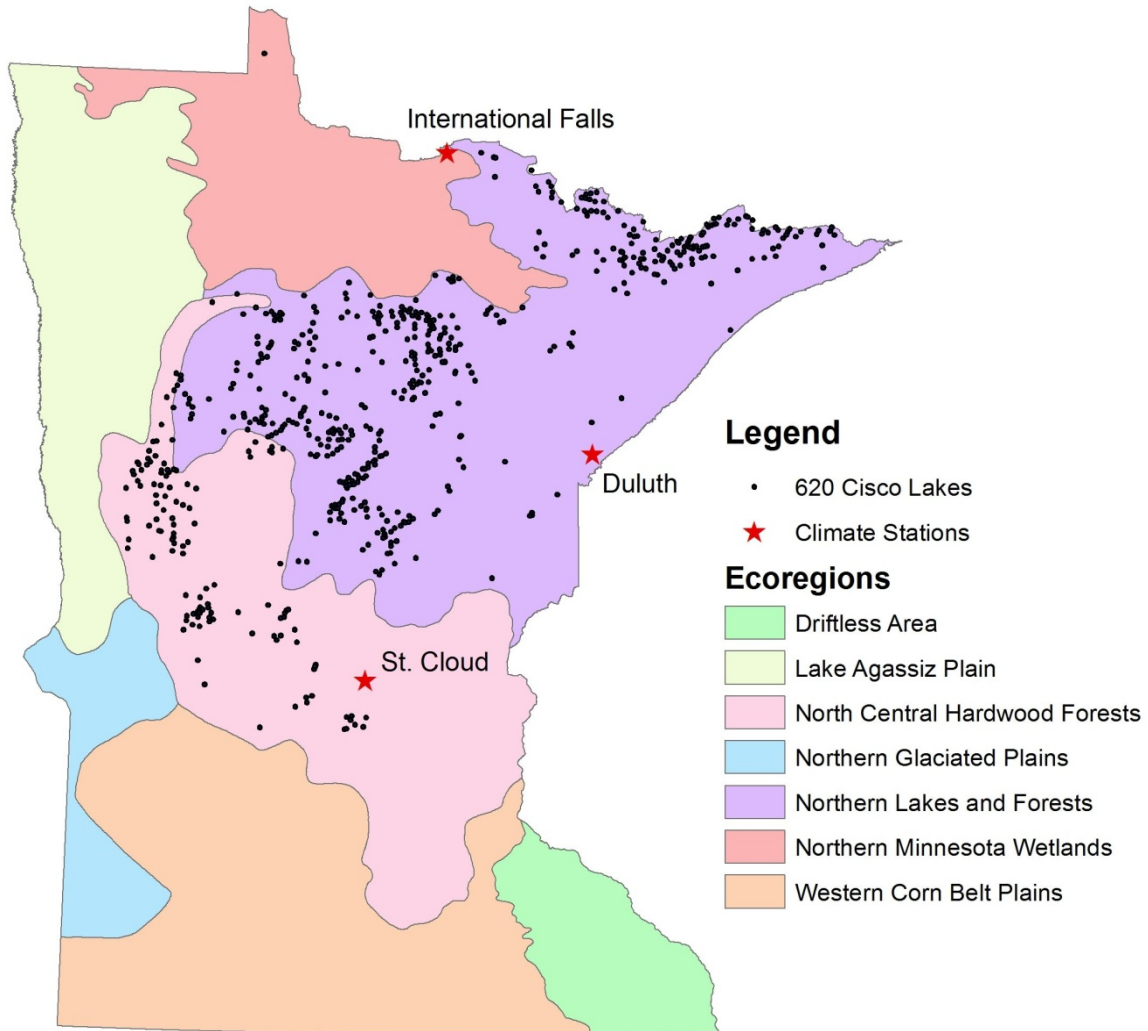 International Falls
Duluth
St. Cloud
Legend
620 Cisco Lakes
Climate Stations
Ecoregions
Driftless Area
Lake Agassiz Plain
North Central Hardwood Forests
Northern Glaciated Plains
Northern Lakes and Forests
Northern Minnesota Wetlands
Western Corn Belt Plains